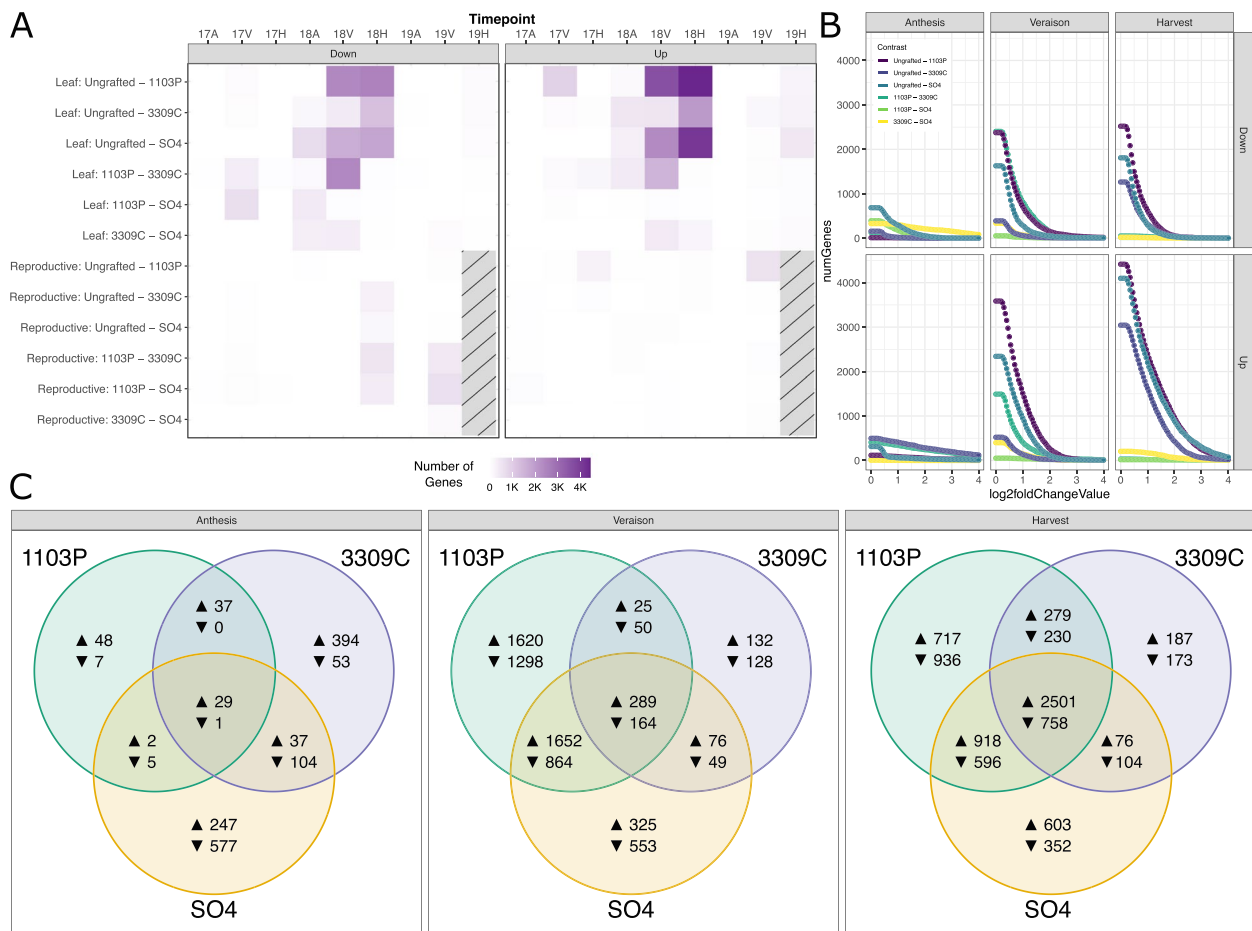 A
Timepoint
17A 17V 17H 18A 18V 18H 19A 19V 19H 17A 17V 17H 18A 18V 18H 19A 19V 19H
Down Up
Leaf: Ungrafted – 1103P
Leaf: Ungrafted – 3309C
Leaf: Ungrafted – SO4
Leaf: 1103P – 3309C
Leaf: 1103P – SO4
Leaf: 3309C – SO4
Reproductive: Ungrafted – 1103P
Reproductive: Ungrafted – 3309C
Reproductive: Ungrafted – SO4
Reproductive: 1103P – 3309C
Reproductive: 1103P – SO4
Reproductive: 3309C – SO4
Number of
Genes
0 1K 2K 3K 4K
B
Anthesis Veraison Harvest
Contrast
Ungrafted – 1103P
Ungrafted – 3309C
Ungrafted – SO4
1103P – 3309C
1103P – SO4
3309C – SO4
4000
3000
2000
1000
0
Down
numGenes
4000
3000
2000
1000
0
Up
0 1 2 3 4 0 1 2 3 4 0 1 2 3 4
log2foldChangeValue
C
Anthesis
1103P 3309C
▲ 37
▼ 0
▲ 48
▼ 7
▲ 394
▼ 53
▲ 29
▼ 1
▲ 2
▼ 5
▲ 37
▼ 104
▲ 247
▼ 577
SO4
Veraison
1103P 3309C
▲ 25
▼ 50
▲ 1620
▼ 1298
▲ 132
▼ 128
▲ 289
▼ 164
▲ 1652
▼ 864
▲ 76
▼ 49
▲ 325
▼ 553
SO4
Harvest
1103P 3309C
▲ 279
▼ 230
▲ 717
▼ 936
▲ 187
▼ 173
▲ 2501
▼ 758
▲ 918
▼ 596
▲ 76
▼ 104
▲ 603
▼ 352
SO4